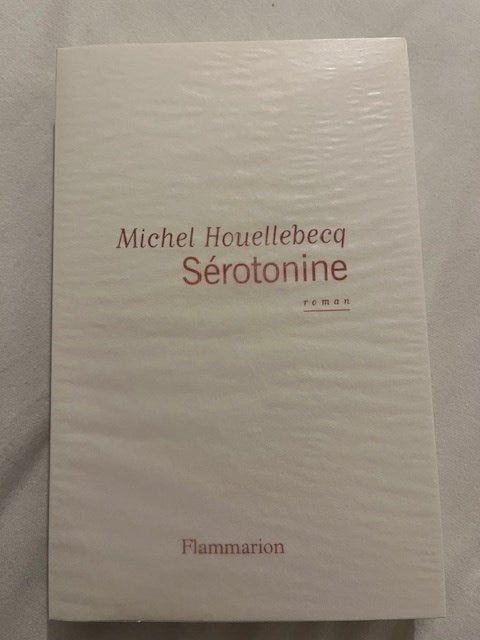 Michel Houellebecq
Sérotonine
roman
Flammarion